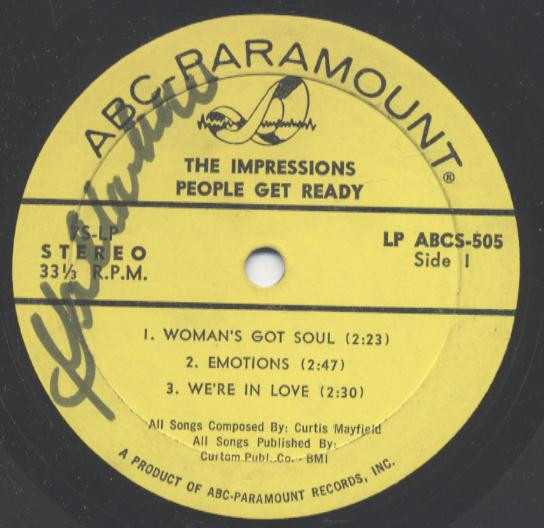 ABC-PARAMOUNT®
THE IMPRESSIONS
PEOPLE GET READY
7S-LP
STEREO
33⅓ R.P.M.
LP ABCS-505
Side 1
1. WOMAN'S GOT SOUL (2:23)
2. EMOTIONS (2:47)
3. WE'RE IN LOVE (2:30)
All Songs Composed By: Curtis Mayfield
All Songs Published By:
Curtom Publ. Co. - BMI
A PRODUCT OF ABC-PARAMOUNT RECORDS, INC.